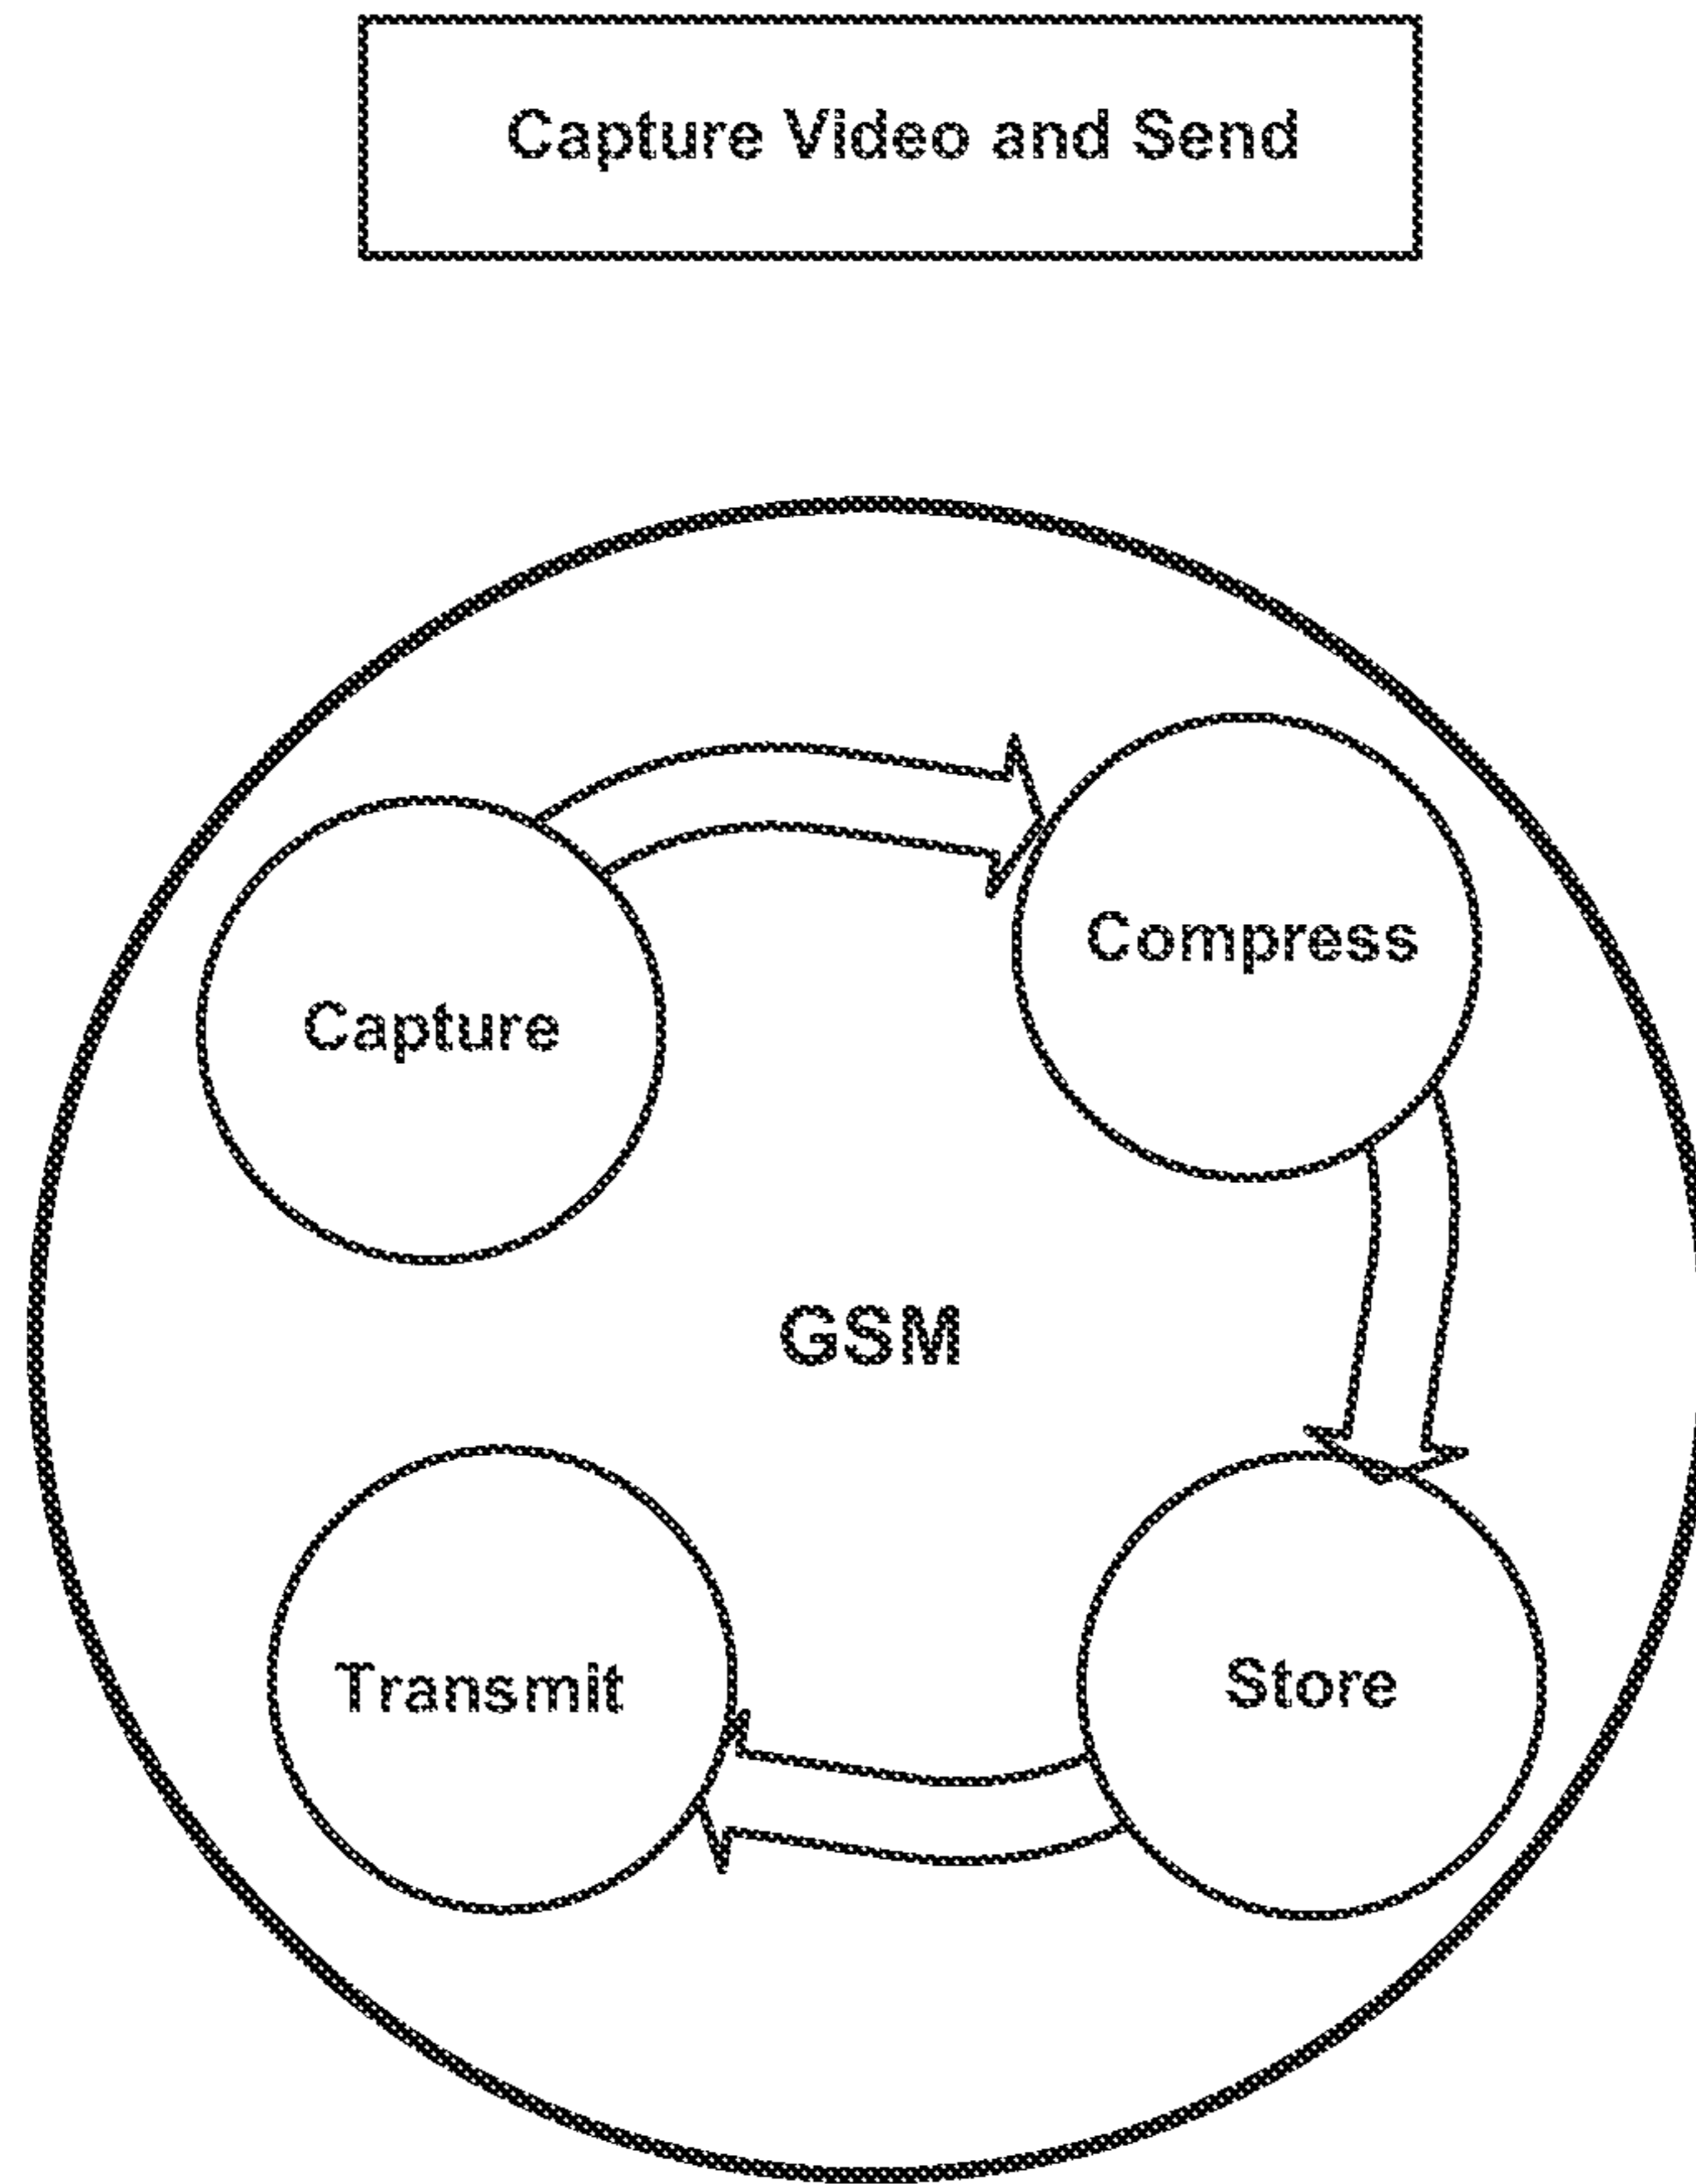 Capture Video and Send
Compress
Capture
GSM
Transmit
Store